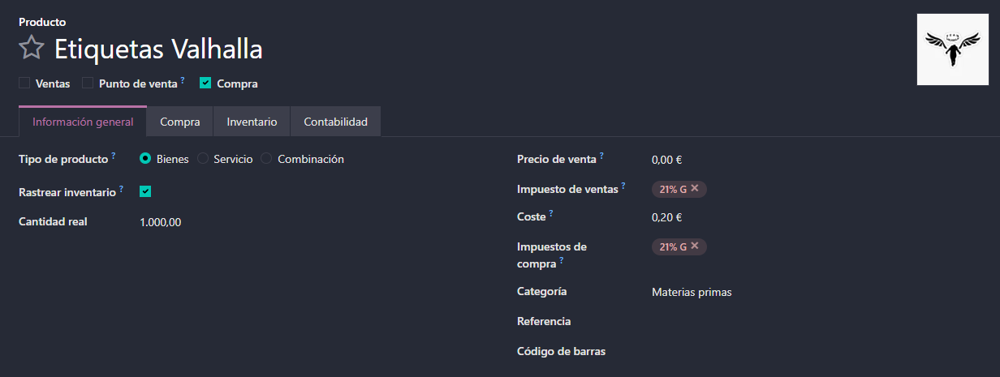 Producto
Etiquetas Valhalla
Ventas Punto de venta ? Compra
Información general Compra Inventario Contabilidad
Tipo de producto ? Bienes Servicio Combinación
Rastrear inventario ?
Cantidad real 1.000,00
Precio de venta ? 0,00 €
Impuesto de ventas ? 21% G ✕
Coste ? 0,20 €
Impuestos de
compra ? 21% G ✕
Categoría Materias primas
Referencia
Código de barras